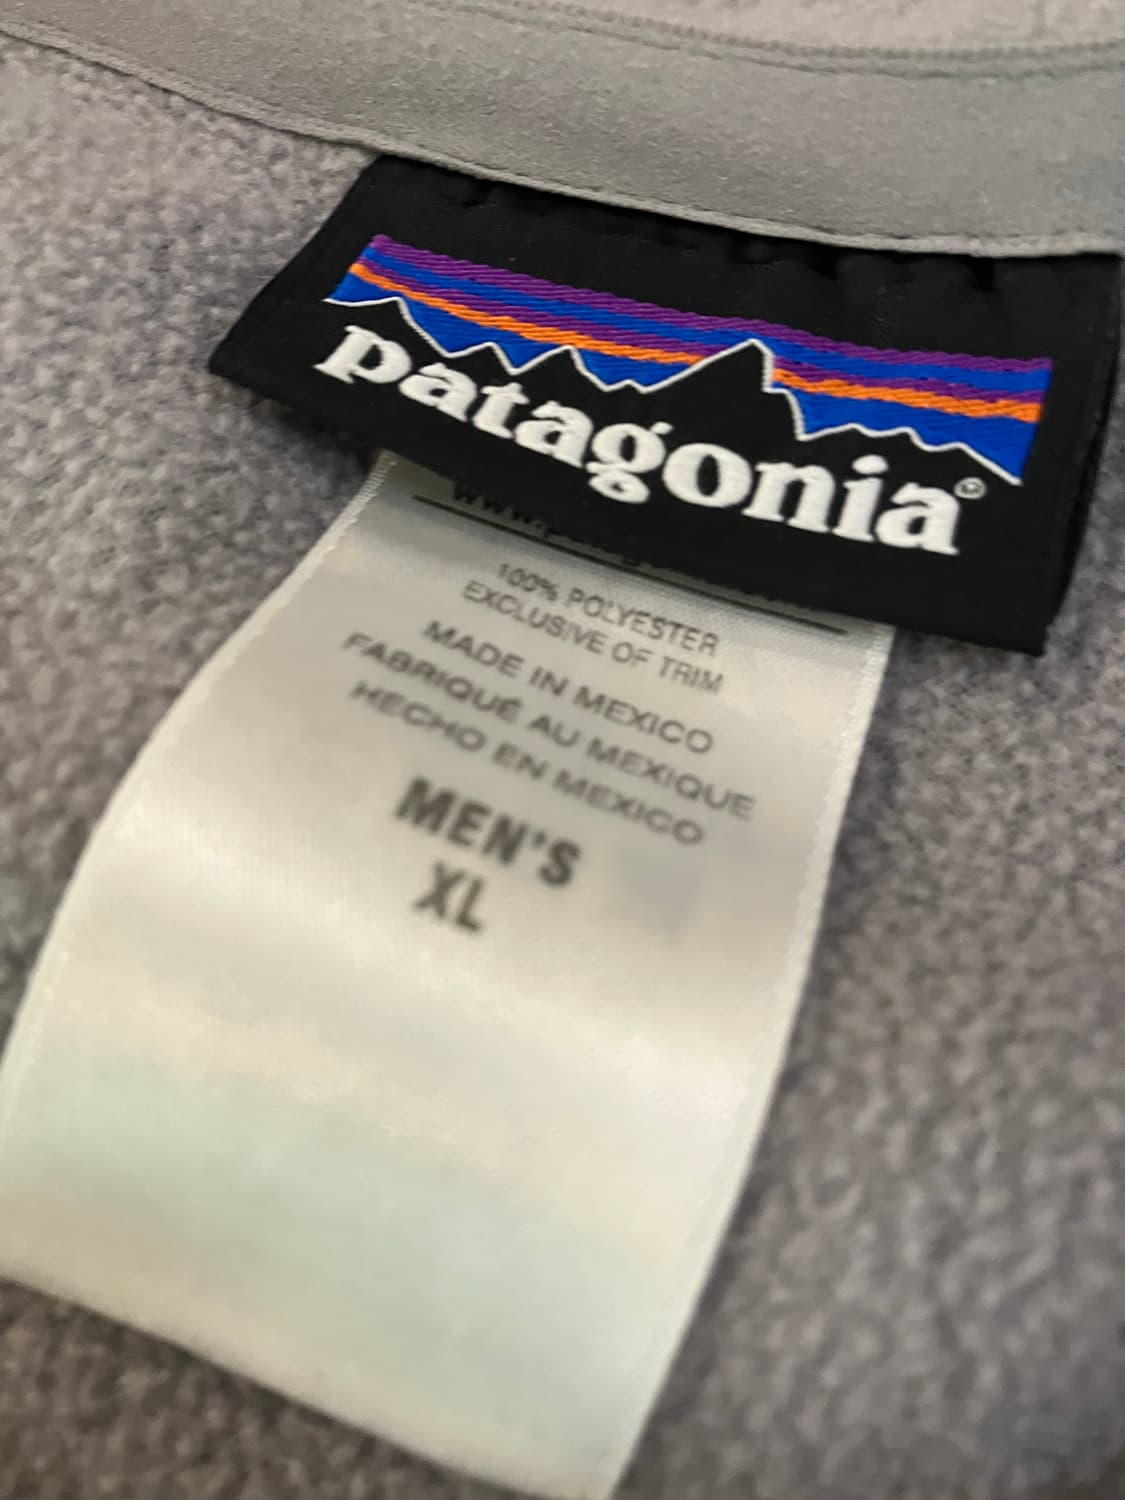 patagonia®
100% POLYESTER
EXCLUSIVE OF TRIM
MADE IN MEXICO
FABRIQUÉ AU MEXIQUE
HECHO EN MEXICO
MEN'S
XL